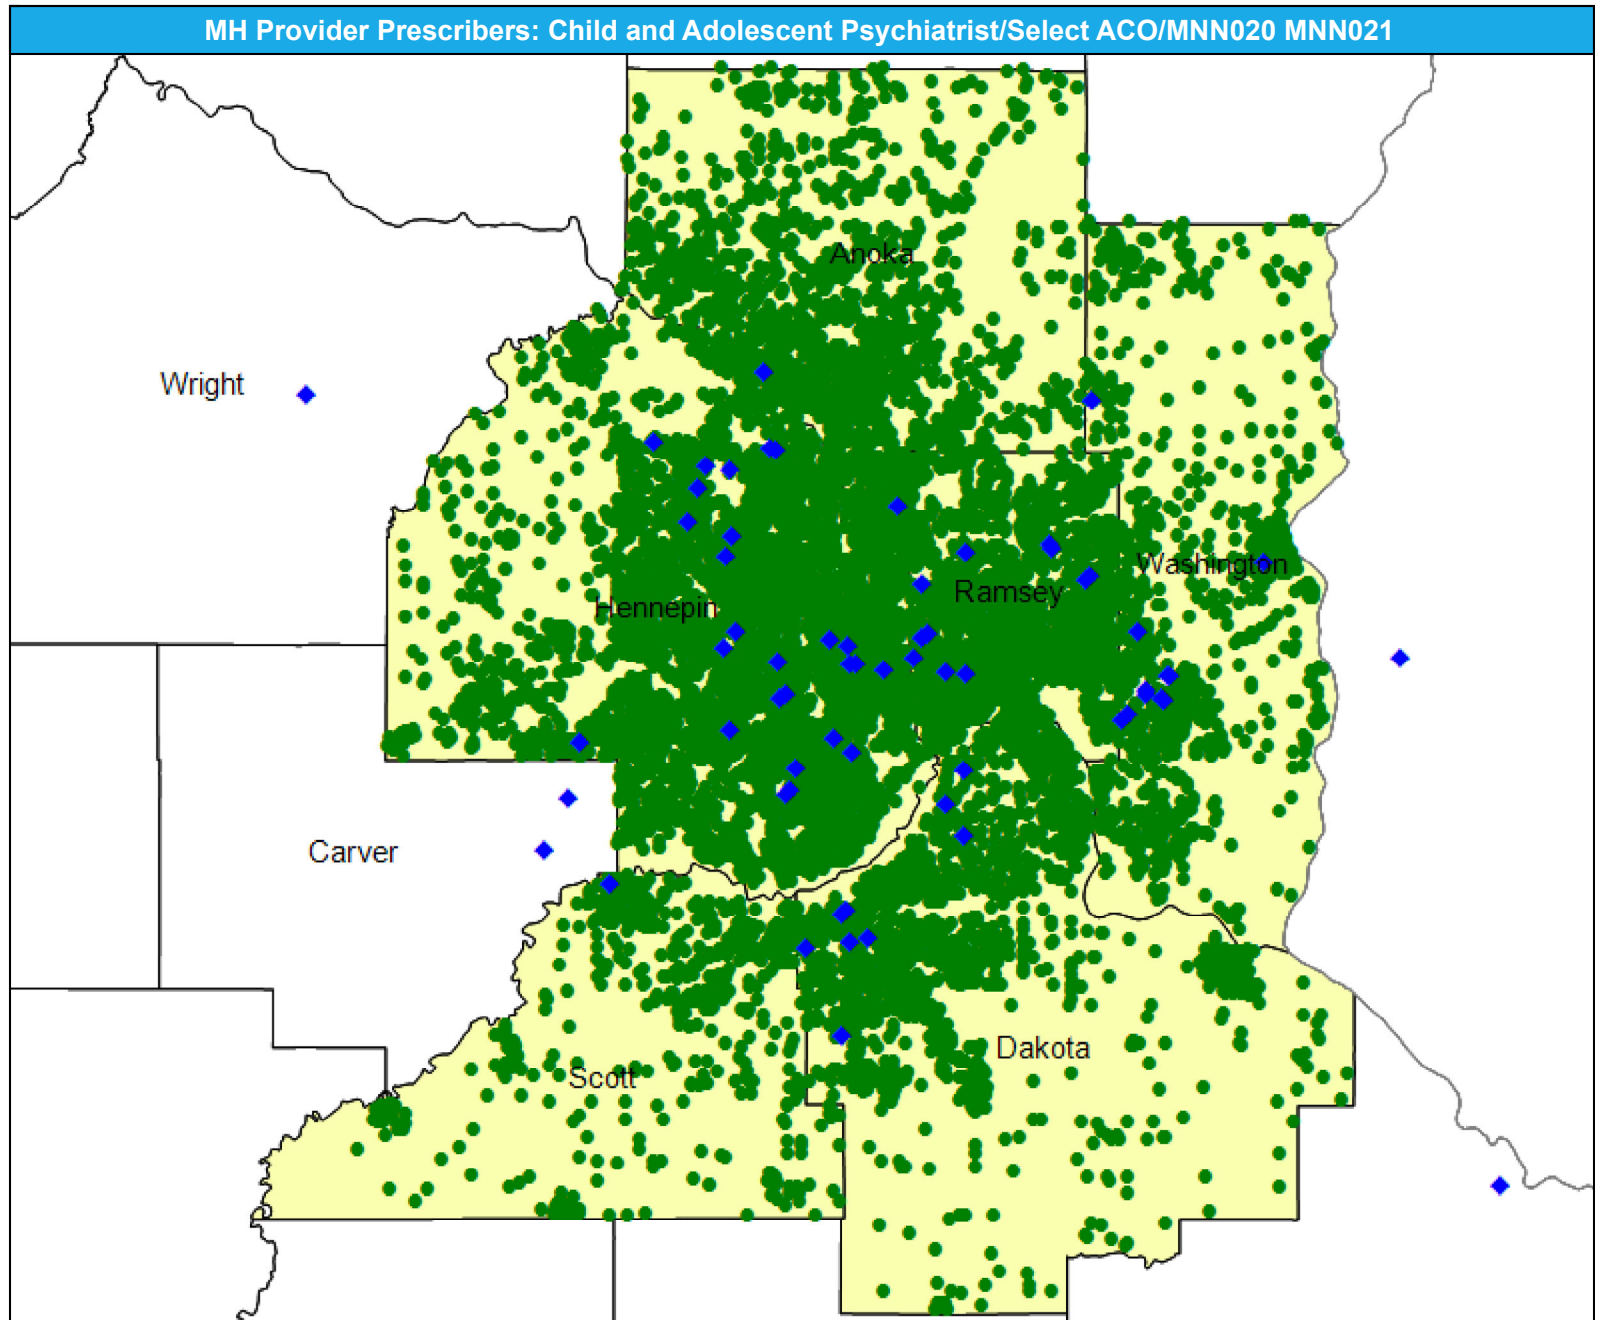 MH Provider Prescribers: Child and Adolescent Psychiatrist/Select ACO/MNN020 MNN021
Anoka
Wright
Washington
Ramsey
Hennepin
Carver
Dakota
Scott